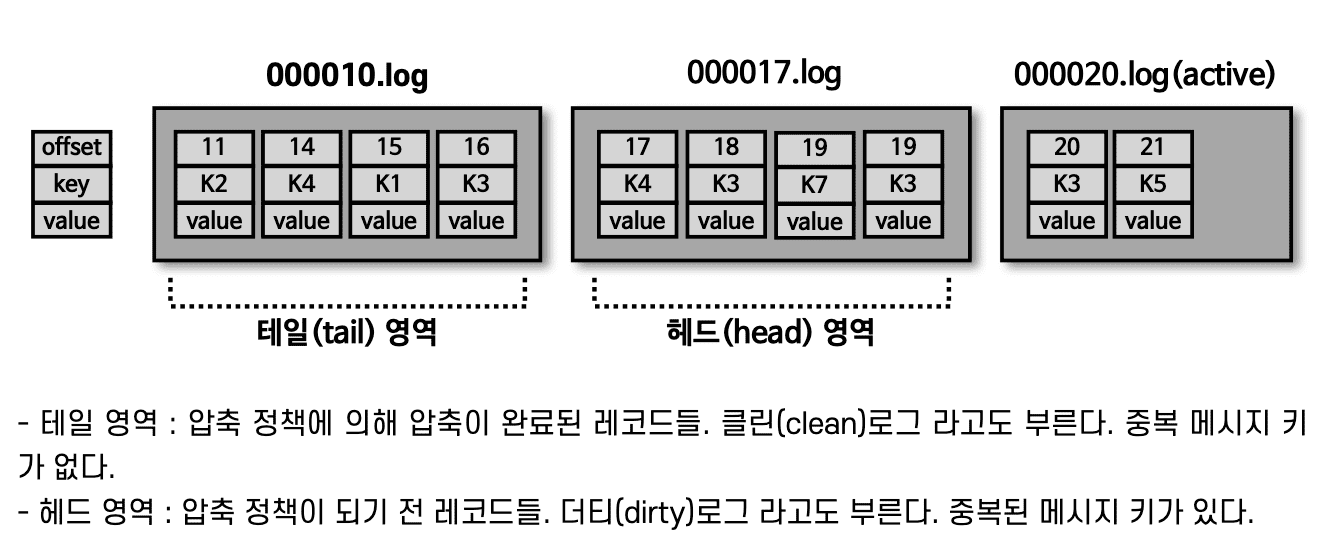 000010.log 000017.log 000020.log(active)
offset 11 14 15 16 17 18 19 19 20 21
key K2 K4 K1 K3 K4 K3 K7 K3 K3 K5
value value value value value value value value value value value
테일(tail) 영역 헤드(head) 영역
- 테일 영역 : 압축 정책에 의해 압축이 완료된 레코드들. 클린(clean)로그 라고도 부른다. 중복 메시지 키
가 없다.
- 헤드 영역 : 압축 정책이 되기 전 레코드들. 더티(dirty)로그 라고도 부른다. 중복된 메시지 키가 있다.